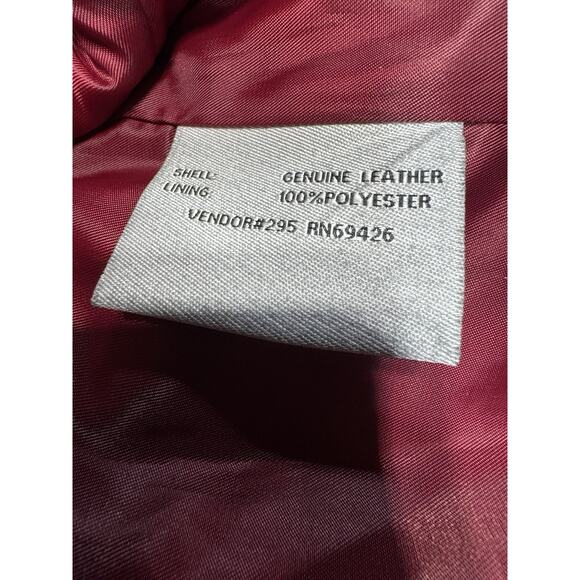 SHELL: GENUINE LEATHER
LINING: 100%POLYESTER
VENDOR#295 RN69426